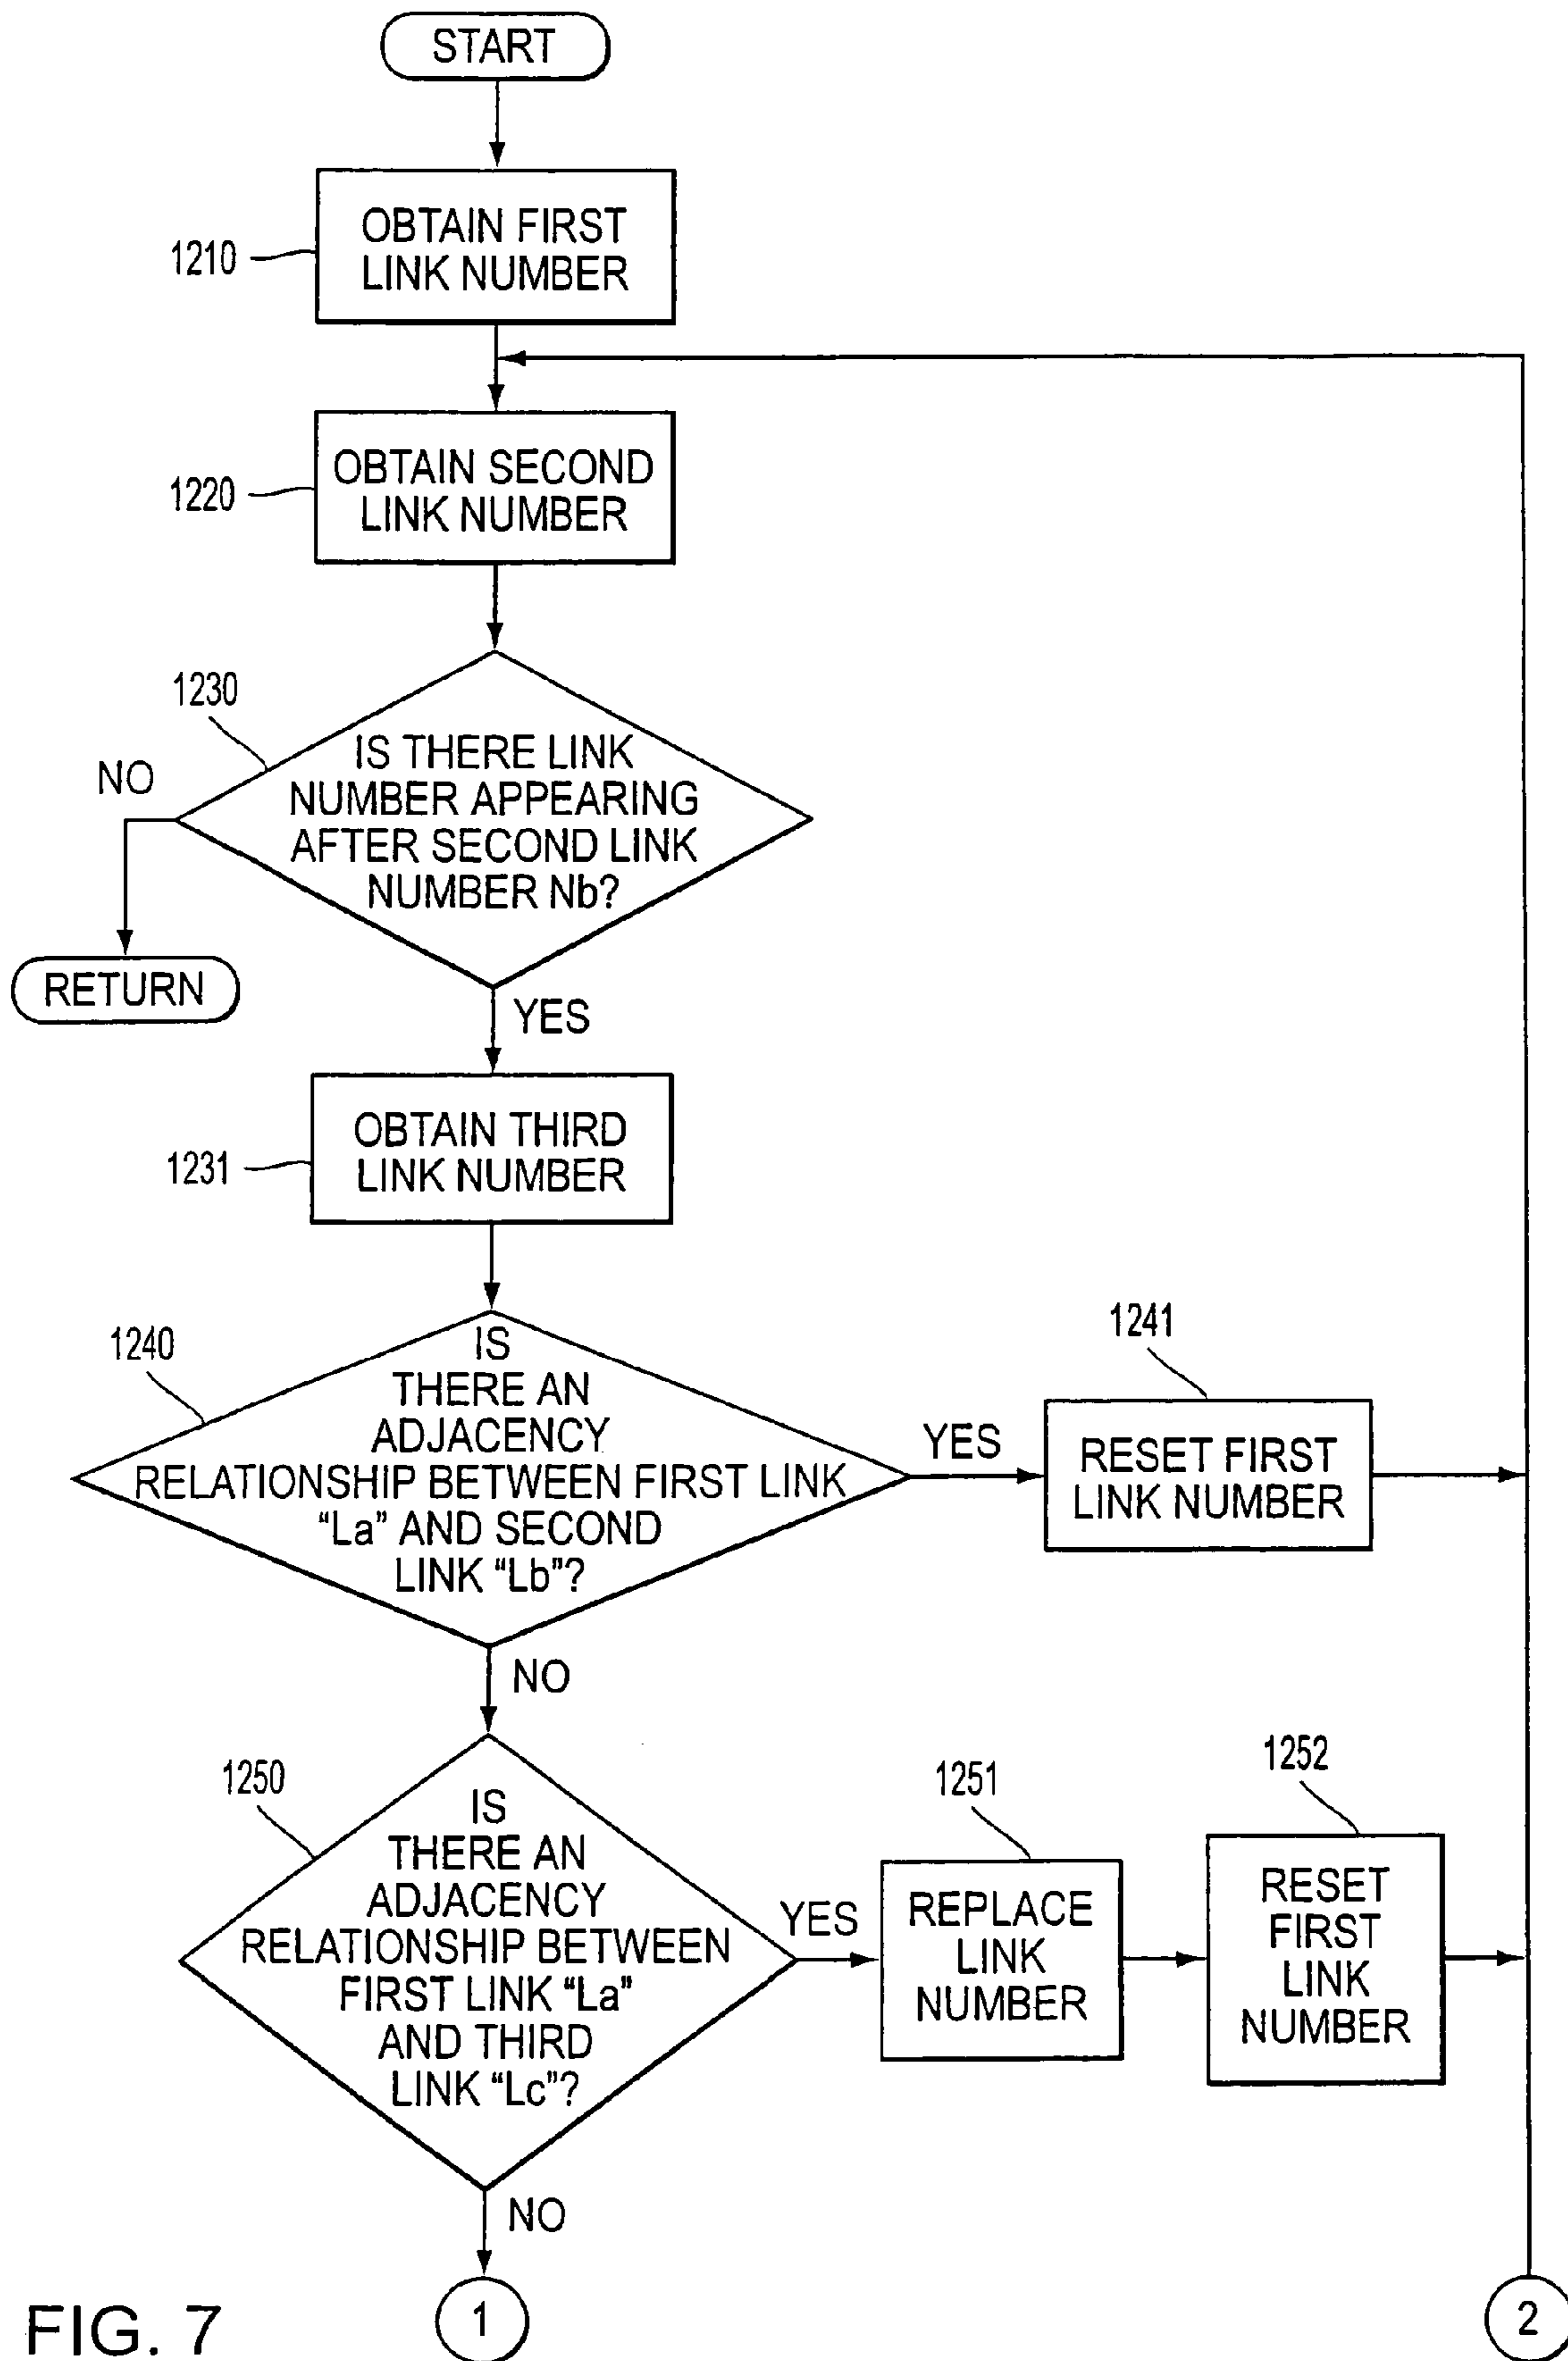 START
OBTAIN FIRST
LINK NUMBER
1210
OBTAIN SECOND
LINK NUMBER
1220
1230
IS THERE LINK
NUMBER APPEARING
AFTER SECOND LINK
NUMBER Nb?
NO
RETURN
YES
OBTAIN THIRD
LINK NUMBER
1231
1240
IS
THERE AN
ADJACENCY
RELATIONSHIP BETWEEN FIRST LINK
“La” AND SECOND
LINK “Lb”?
YES
1241
RESET FIRST
LINK NUMBER
NO
1250
IS
THERE AN
ADJACENCY
RELATIONSHIP BETWEEN
FIRST LINK “La”
AND THIRD
LINK “Lc”?
YES
1251
REPLACE
LINK
NUMBER
1252
RESET
FIRST
LINK
NUMBER
NO
1
2
FIG. 7